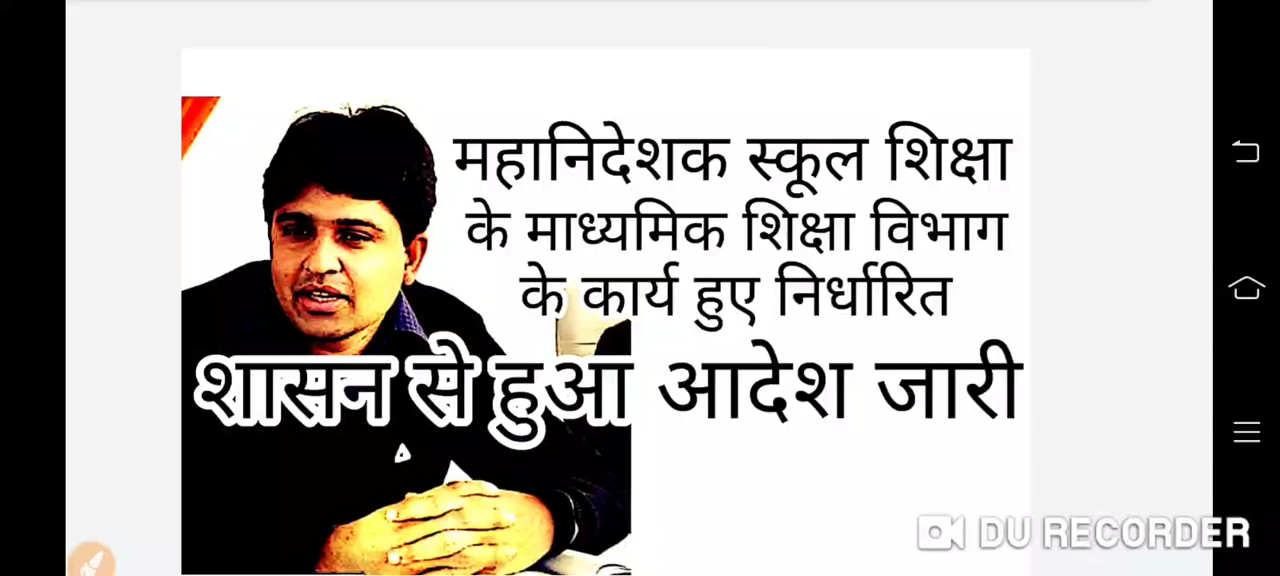 महानिदेशक स्कूल शिक्षा
के माध्यमिक शिक्षा विभाग
के कार्य हुए निर्धारित
शासन से हुआ आदेश जारी
DU RECORDER